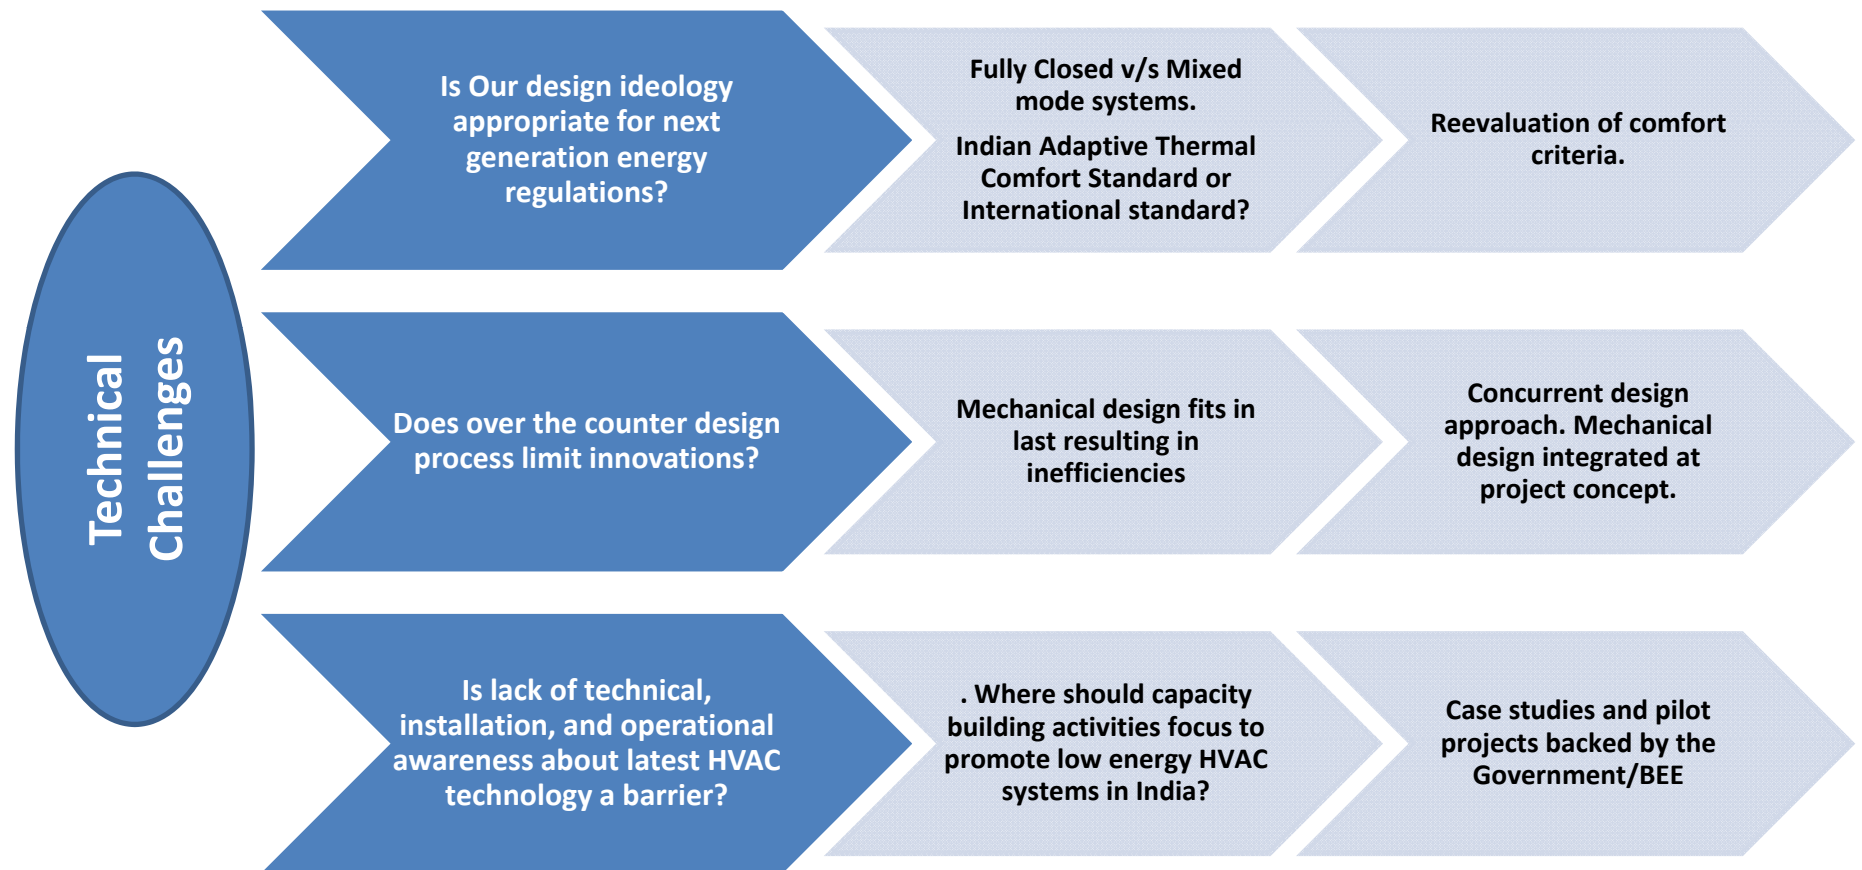 Technical
Challenges
Is Our design ideology
appropriate for next
generation energy
regulations?
Fully Closed v/s Mixed
mode systems.
Indian Adaptive Thermal
Comfort Standard or
International standard?
Reevaluation of comfort
criteria.
Does over the counter design
process limit innovations?
Mechanical design fits in
last resulting in
inefficiencies
Concurrent design
approach. Mechanical
design integrated at
project concept.
Is lack of technical,
installation, and operational
awareness about latest HVAC
technology a barrier?
. Where should capacity
building activities focus to
promote low energy HVAC
systems in India?
Case studies and pilot
projects backed by the
Government/BEE